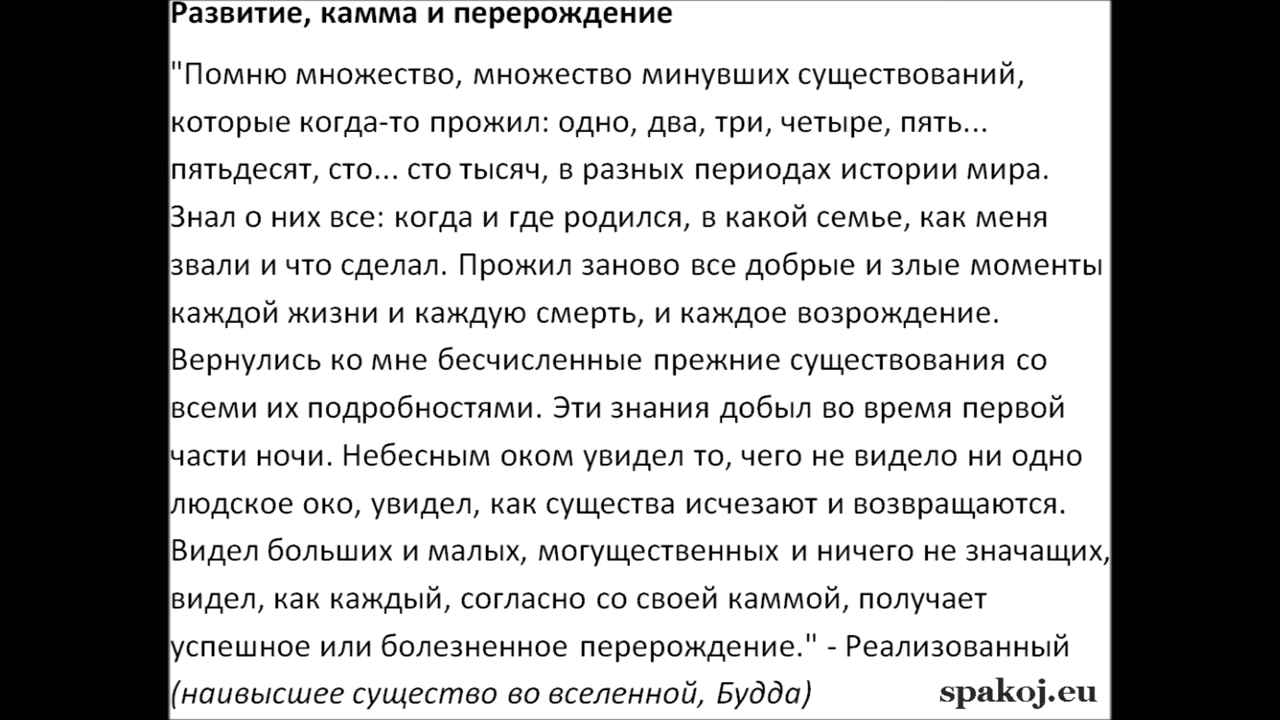 Развитие, камма и перерождение
"Помню множество, множество минувших существований,
которые когда-то прожил: одно, два, три, четыре, пять...
пятьдесят, сто... сто тысяч, в разных периодах истории мира.
Знал о них все: когда и где родился, в какой семье, как меня
звали и что сделал. Прожил заново все добрые и злые моменты
каждой жизни и каждую смерть, и каждое возрождение.
Вернулись ко мне бесчисленные прежние существования со
всеми их подробностями. Эти знания добыл во время первой
части ночи. Небесным оком увидел то, чего не видело ни одно
людское око, увидел, как существа исчезают и возвращаются.
Видел больших и малых, могущественных и ничего не значащих,
видел, как каждый, согласно со своей каммой, получает
успешное или болезненное перерождение." - Реализованный
(наивысшее существо во вселенной, Будда)
spakoj.eu